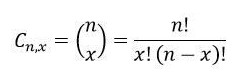 C_{n,x} = \binom{n}{x} = \frac{n!}{x!(n-x)!}